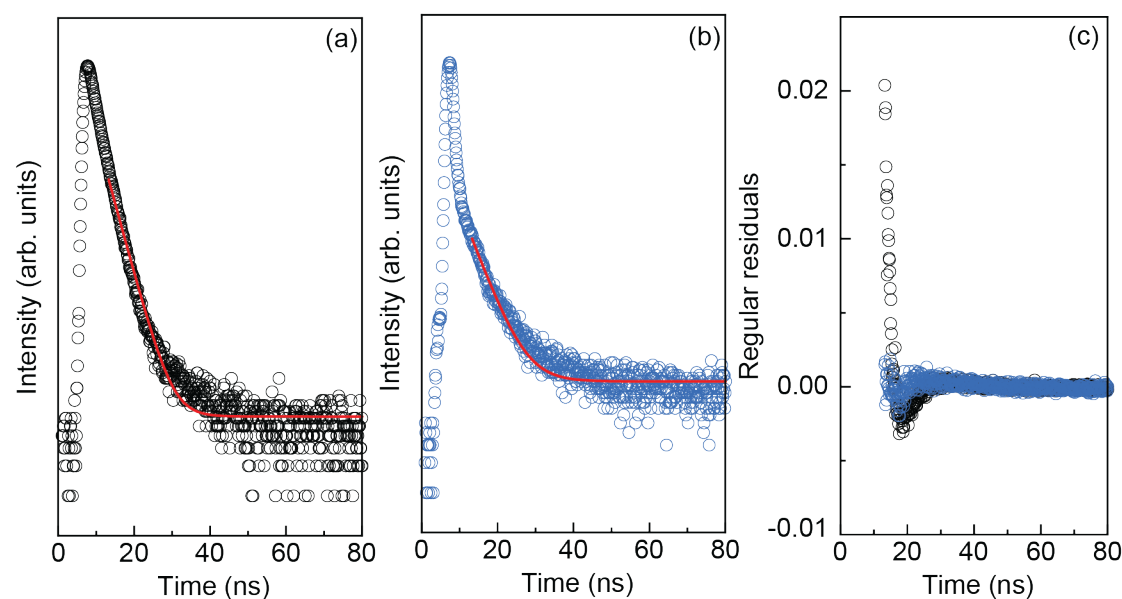 (a)
Intensity (arb. units)
0 20 40 60 80
Time (ns)
(b)
Intensity (arb. units)
0 20 40 60 80
Time (ns)
(c)
Regular residuals
0.02
0.01
0.00
-0.01
0 20 40 60 80
Time (ns)